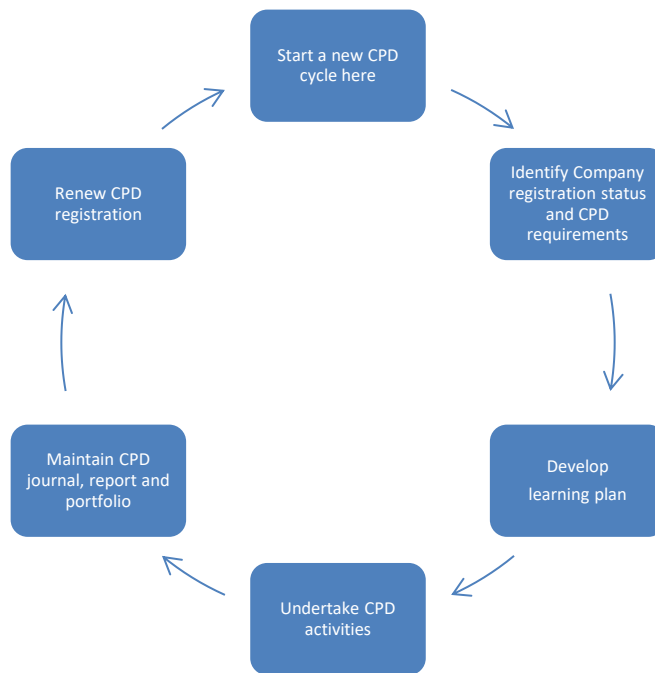 Start a new CPD
cycle here
Identify Company
registration status
and CPD
requirements
Develop
learning plan
Undertake CPD
activities
Maintain CPD
journal, report and
portfolio
Renew CPD
registration